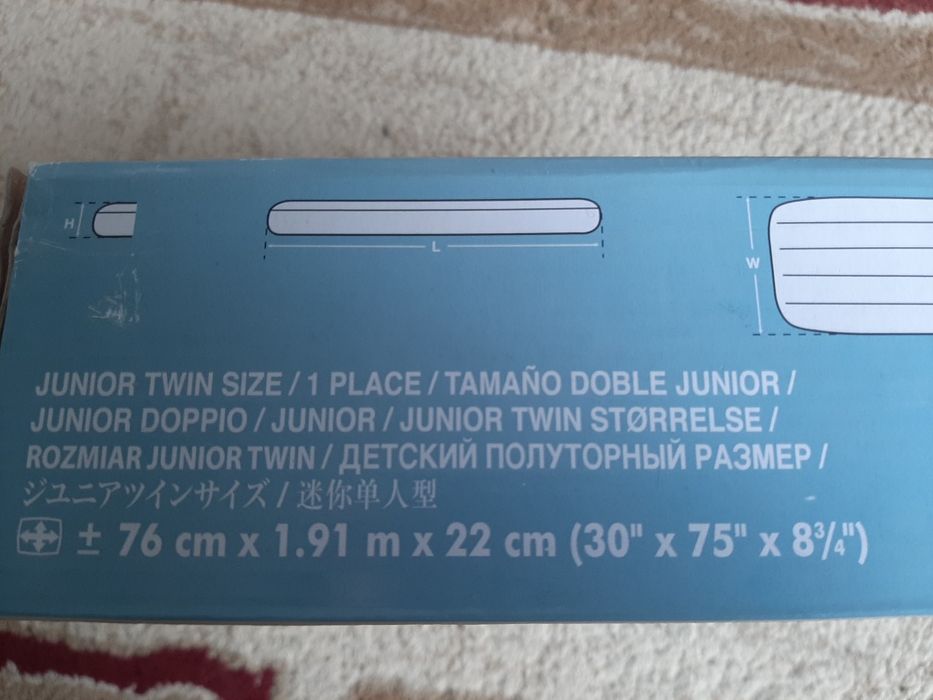 H
L
W
JUNIOR TWIN SIZE / 1 PLACE / TAMAÑO DOBLE JUNIOR /
JUNIOR DOPPIO / JUNIOR / JUNIOR TWIN STØRRELSE /
ROZMIAR JUNIOR TWIN / ДЕТСКИЙ ПОЛУТОРНЫЙ РАЗМЕР /
ジユニアツインサイズ / 迷你单人型
± 76 cm x 1.91 m x 22 cm (30" x 75" x 8¾")